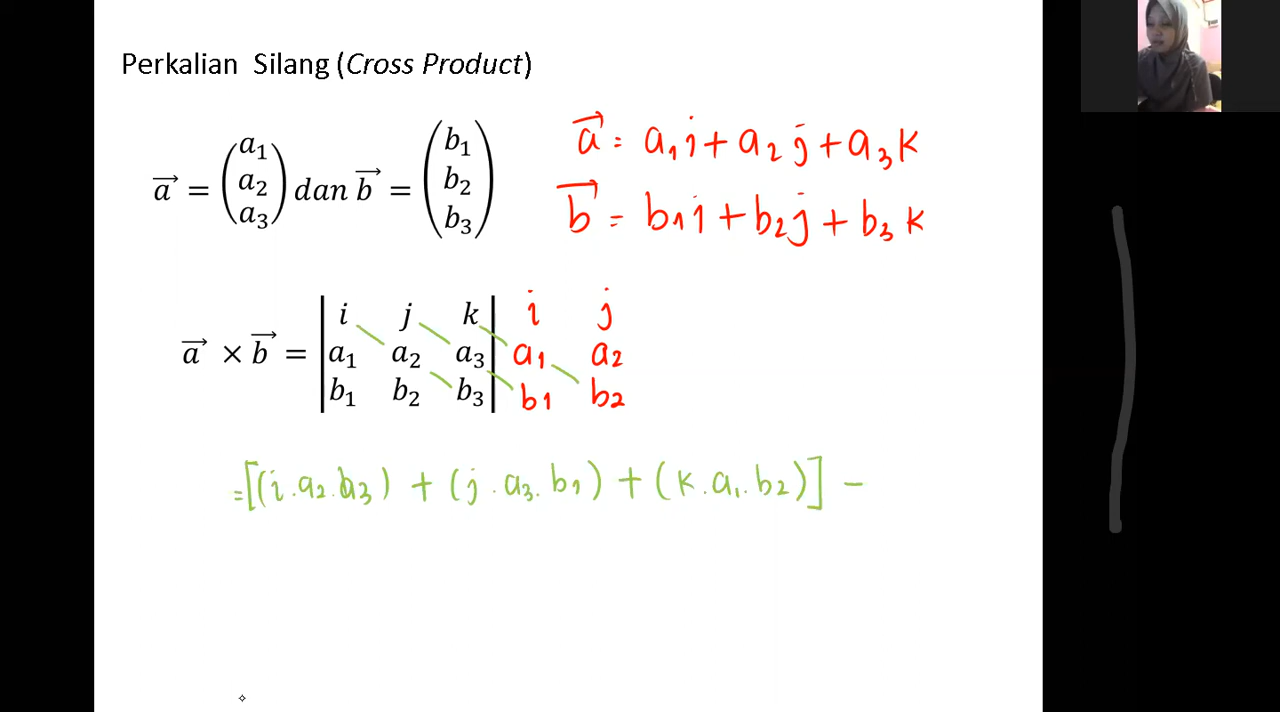 Perkalian Silang (Cross Product)
a⃗ = (a₁ a₂ a₃) dan b⃗ = (b₁ b₂ b₃)
a⃗ = a₁i + a₂j + a₃k
b⃗ = b₁i + b₂j + b₃k
i j k | i j
a⃗ × b⃗ = | a₁ a₂ a₃ | a₁ a₂
b₁ b₂ b₃ | b₁ b₂
= [(i . a₂ . b₃) + (j . a₃ . b₁) + (k . a₁ . b₂)] −